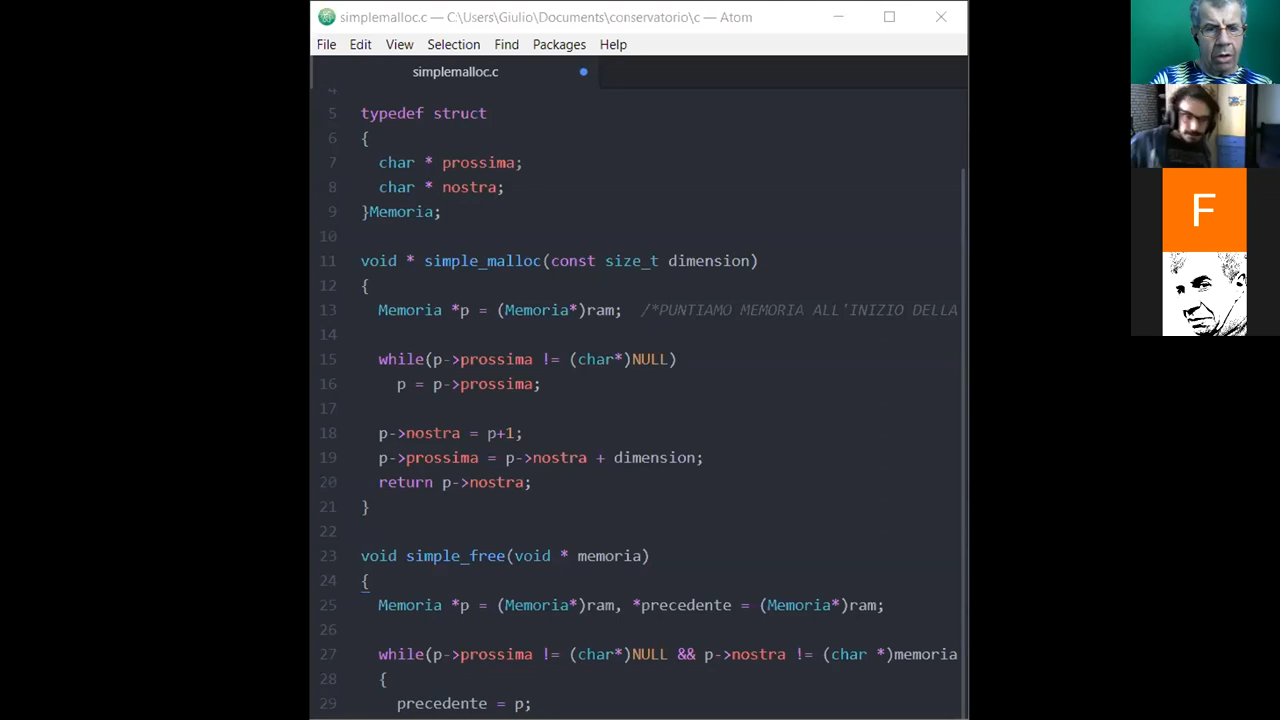 simplemalloc.c — C:\Users\Giulio\Documents\conservatorio\c — Atom
File Edit View Selection Find Packages Help
simplemalloc.c
4
5 typedef struct
6 {
7 char * prossima;
8 char * nostra;
9 }Memoria;
10
11 void * simple_malloc(const size_t dimension)
12 {
13 Memoria *p = (Memoria*)ram; /*PUNTIAMO MEMORIA ALL'INIZIO DELLA
14
15 while(p->prossima != (char*)NULL)
16 p = p->prossima;
17
18 p->nostra = p+1;
19 p->prossima = p->nostra + dimension;
20 return p->nostra;
21 }
22
23 void simple_free(void * memoria)
24 {
25 Memoria *p = (Memoria*)ram, *precedente = (Memoria*)ram;
26
27 while(p->prossima != (char*)NULL && p->nostra != (char *)memoria
28 {
29 precedente = p;
F